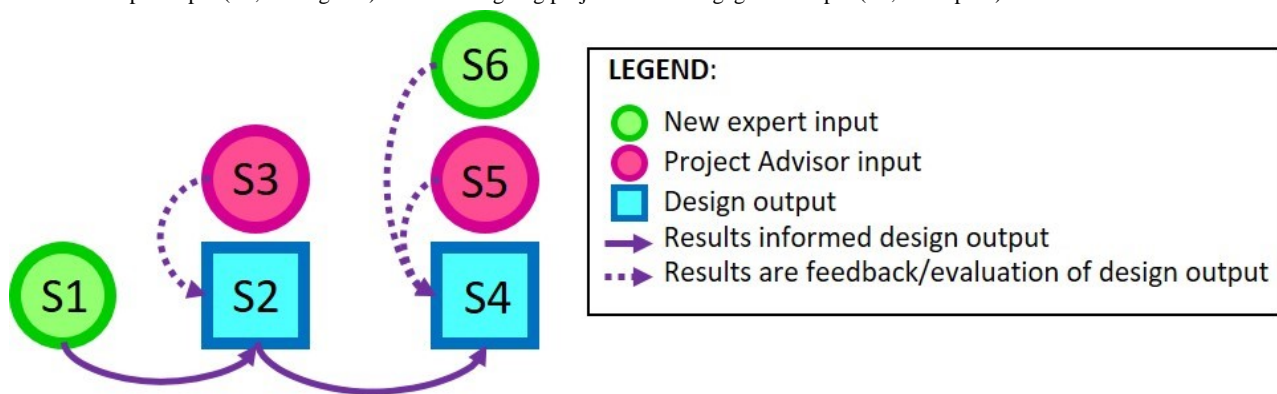 S6
S3
S5
S1
S2
S4
LEGEND:
New expert input
Project Advisor input
Design output
Results informed design output
Results are feedback/evaluation of design output